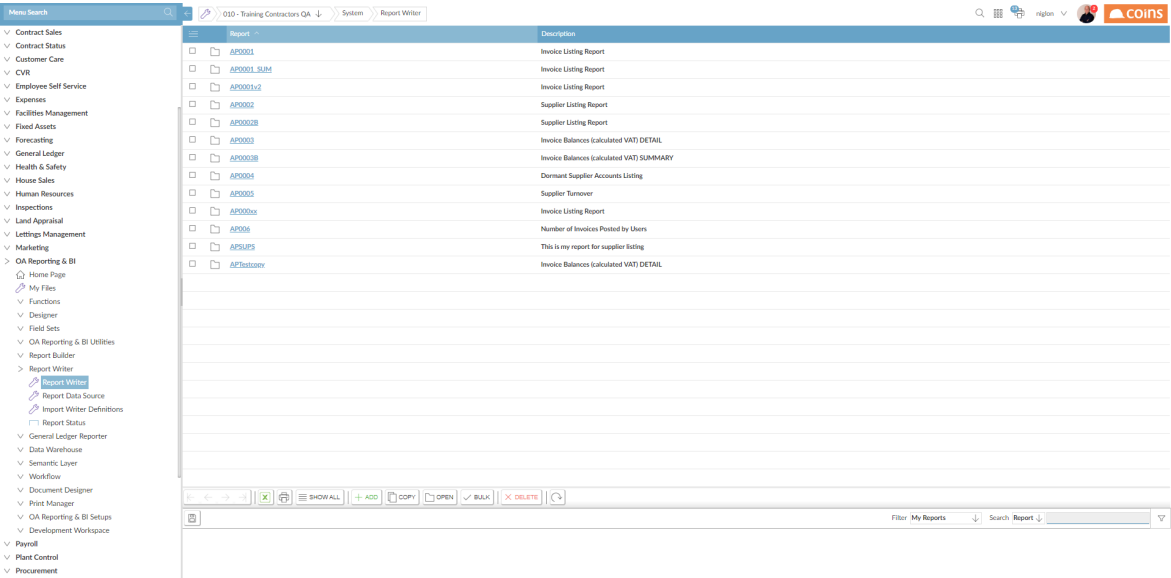 Menu Search
010 - Training Contractors QA
System
Report Writer
niglon
coins
Contract Sales
Contract Status
Customer Care
CVR
Employee Self Service
Expenses
Facilities Management
Fixed Assets
Forecasting
General Ledger
Health & Safety
House Sales
Human Resources
Inspections
Land Appraisal
Lettings Management
Marketing
OA Reporting & BI
Home Page
My Files
Functions
Designer
Field Sets
OA Reporting & BI Utilities
Report Builder
Report Writer
Report Writer
Report Data Source
Import Writer Definitions
Report Status
General Ledger Reporter
Data Warehouse
Semantic Layer
Workflow
Document Designer
Print Manager
OA Reporting & BI Setups
Development Workspace
Payroll
Plant Control
Procurement
Report Description
AP0001 Invoice Listing Report
AP0001_SUM Invoice Listing Report
AP0001v2 Invoice Listing Report
AP0002 Supplier Listing Report
AP0002B Supplier Listing Report
AP0003 Invoice Balances (calculated VAT) DETAIL
AP0003B Invoice Balances (calculated VAT) SUMMARY
AP0004 Dormant Supplier Accounts Listing
AP0005 Supplier Turnover
AP000xx Invoice Listing Report
AP006 Number of Invoices Posted by Users
APSUPS This is my report for supplier listing
APTestcopy Invoice Balances (calculated VAT) DETAIL
SHOW ALL ADD COPY OPEN BULK DELETE
Filter My Reports Search Report